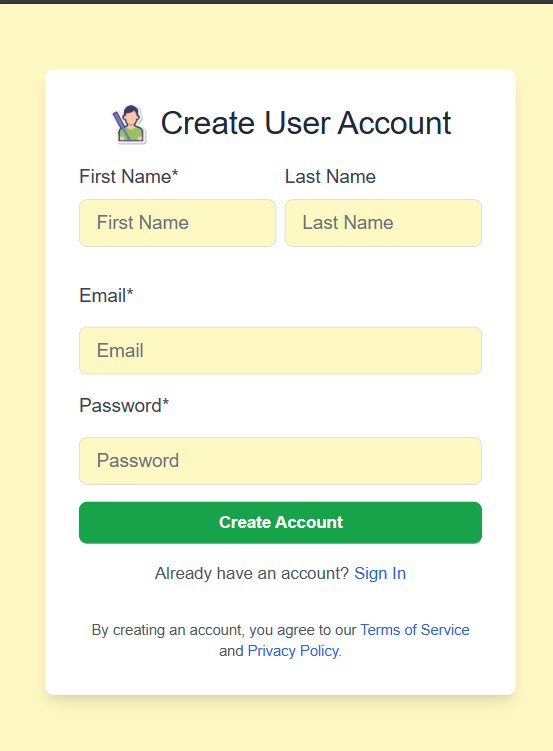 Create User Account
First Name* Last Name
First Name Last Name
Email*
Email
Password*
Password
Create Account
Already have an account? Sign In
By creating an account, you agree to our Terms of Service
and Privacy Policy.